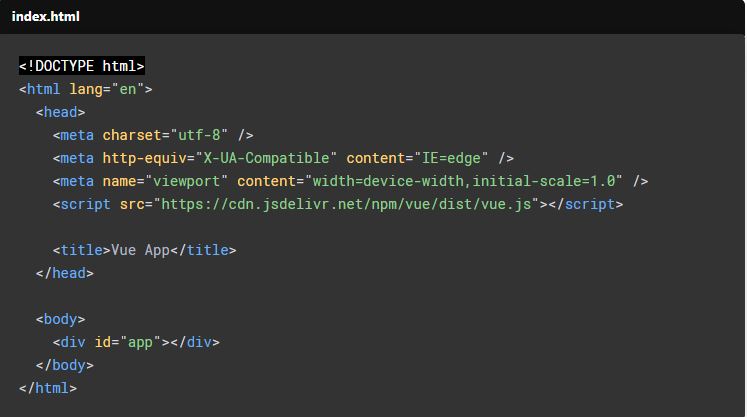 index.html
<!DOCTYPE html>
<html lang="en">
<head>
<meta charset="utf-8" />
<meta http-equiv="X-UA-Compatible" content="IE=edge" />
<meta name="viewport" content="width=device-width,initial-scale=1.0" />
<script src="https://cdn.jsdelivr.net/npm/vue/dist/vue.js"></script>
<title>Vue App</title>
</head>
<body>
<div id="app"></div>
</body>
</html>